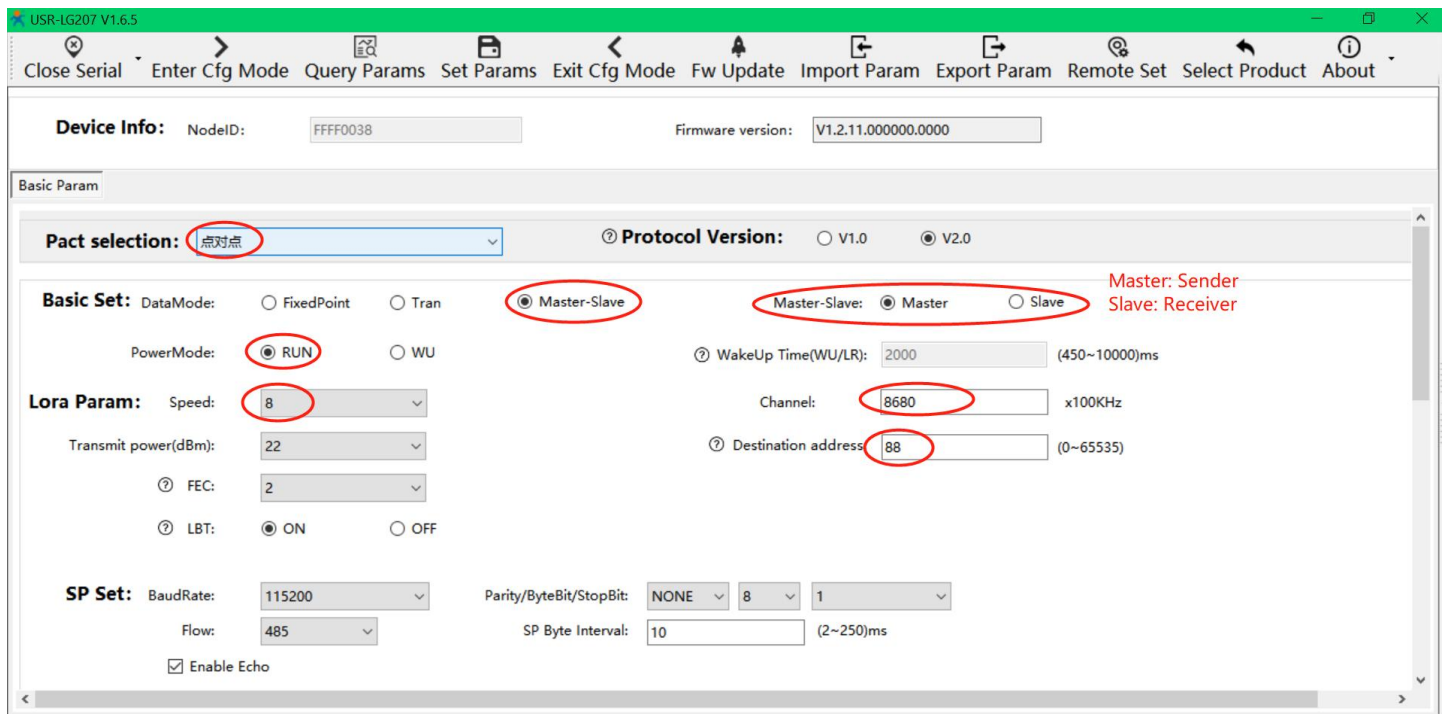 USR-LG207 V1.6.5
Close Serial Enter Cfg Mode Query Params Set Params Exit Cfg Mode Fw Update Import Param Export Param Remote Set Select Product About
Device Info: NodeID: FFFF0038 Firmware version: V1.2.11.000000.0000
Basic Param
Pact selection: 点对点 Protocol Version: V1.0 V2.0
Master: Sender
Basic Set: DataMode: FixedPoint Tran Master-Slave Master-Slave: Master Slave Slave: Receiver
PowerMode: RUN WU WakeUp Time(WU/LR): 2000 (450~10000)ms
Lora Param: Speed: 8 Channel: 8680 x100KHz
Transmit power(dBm): 22 Destination address 88 (0~65535)
FEC: 2
LBT: ON OFF
SP Set: BaudRate: 115200 Parity/ByteBit/StopBit: NONE 8 1
Flow: 485 SP Byte Interval: 10 (2~250)ms
Enable Echo